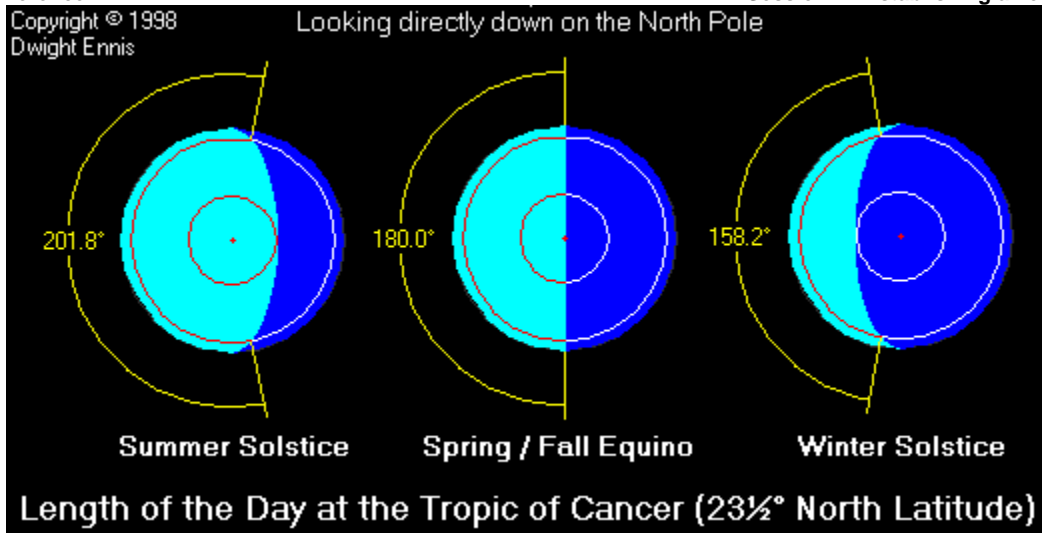 Copyright © 1998
Dwight Ennis
Looking directly down on the North Pole
201.8°
180.0°
158.2°
Summer Solstice
Spring / Fall Equino
Winter Solstice
Length of the Day at the Tropic of Cancer (23½° North Latitude)